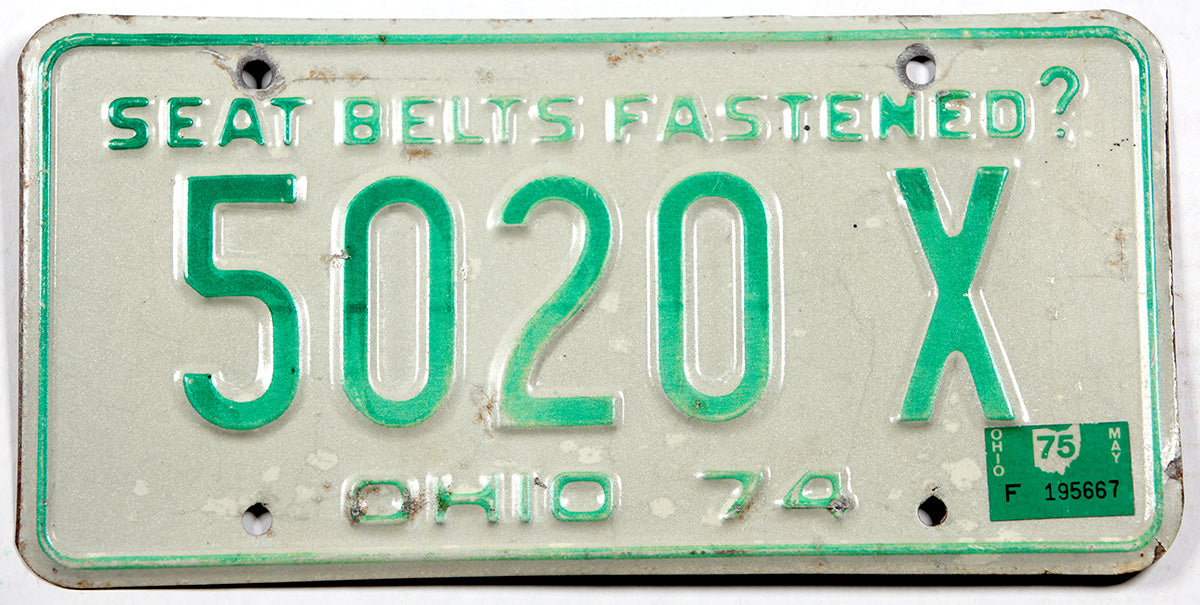 SEAT BELTS FASTENED?
5020 X
OHIO 74
OHIO 75 MAY
F 195667